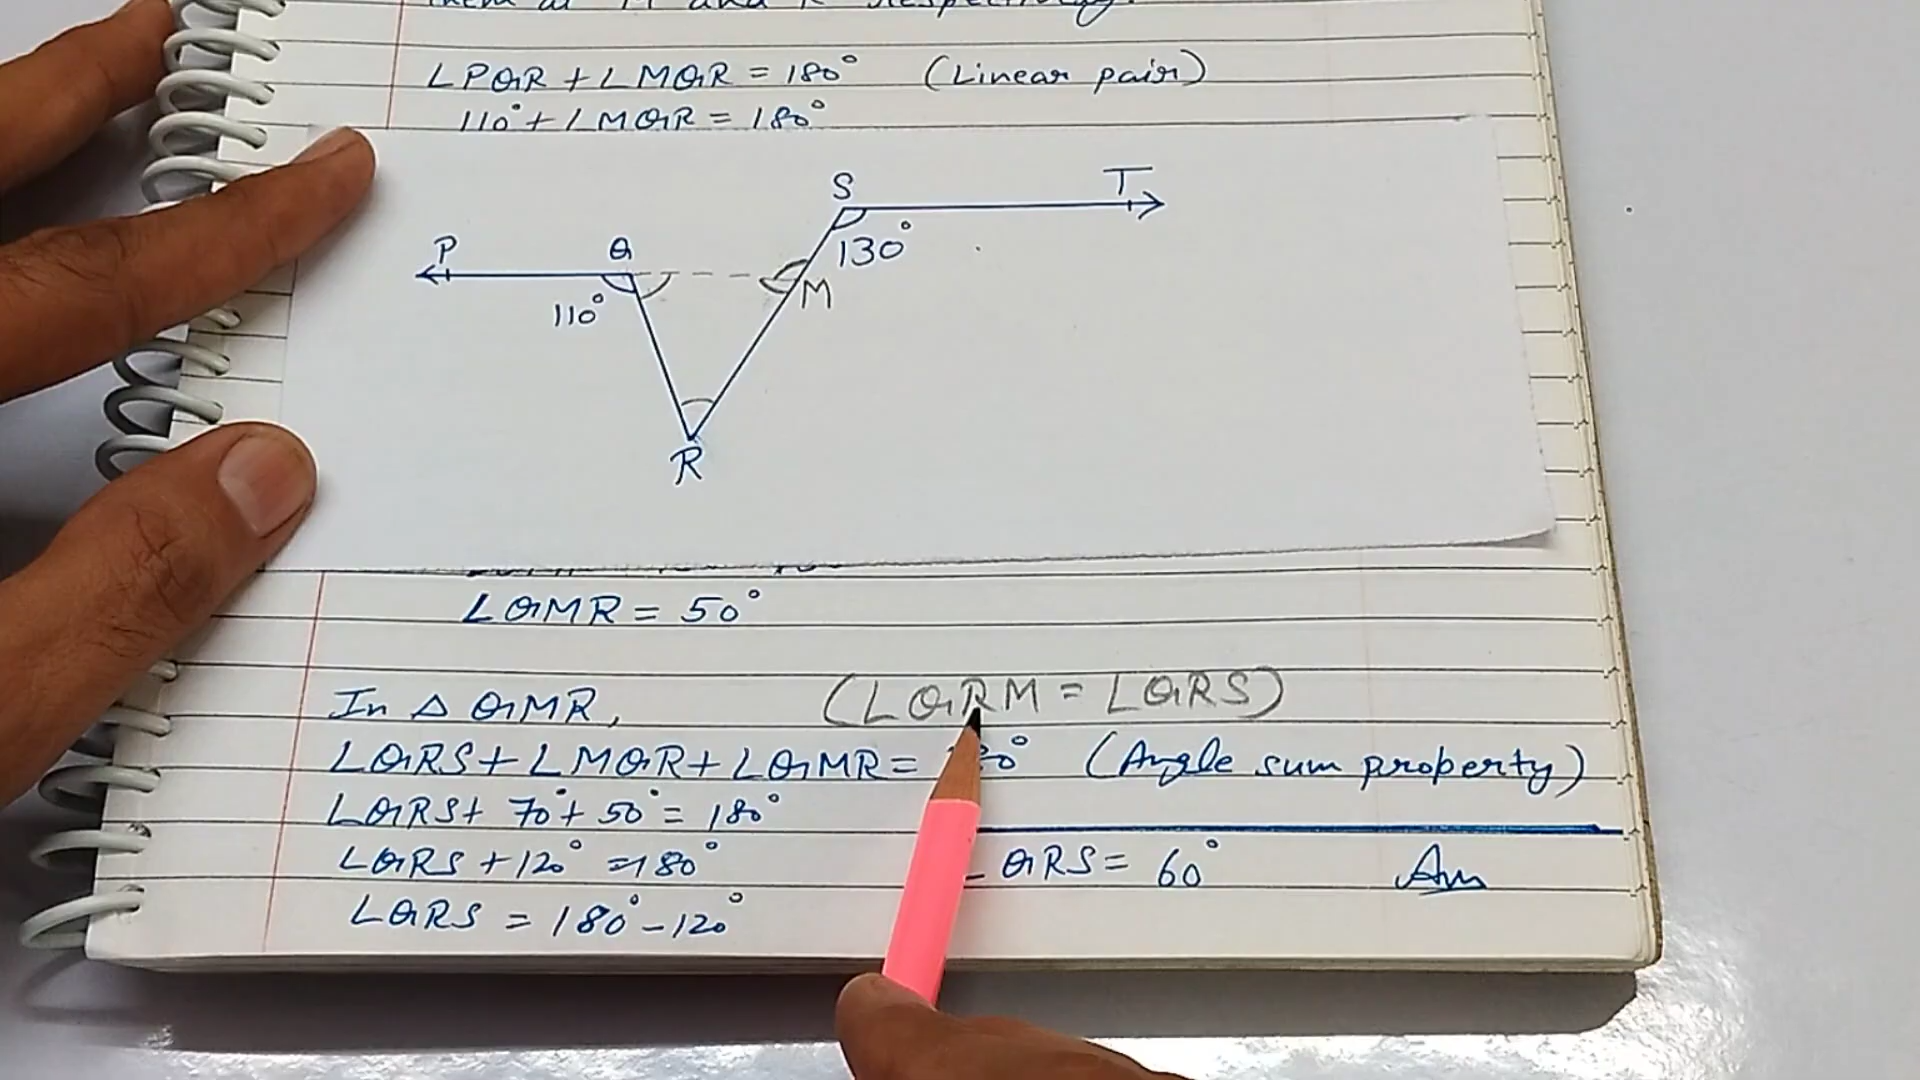 ∠PQR + ∠MQR = 180° (Linear pair)
110° + ∠MQR = 180°
S
T
130°
P
Q
M
110°
R
∠QMR = 50°
In △ QMR, (∠QRM = ∠QRS)
∠QRS + ∠MQR + ∠QMR = 180° (Angle sum property)
∠QRS + 70° + 50° = 180°
∠QRS + 120° = 180°
∠QRS = 60° Ans
∠QRS = 180° - 120°